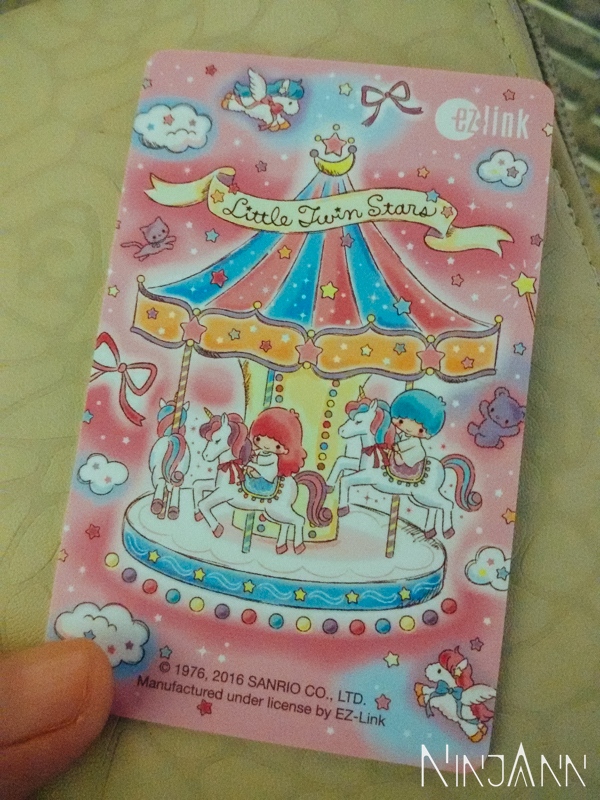 ez-link
Little Twin Stars
© 1976, 2016 SANRIO CO., LTD.
Manufactured under license by EZ-Link
NINJANN